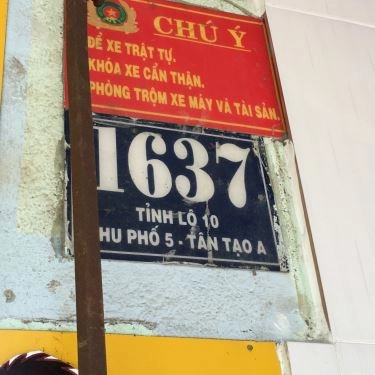 CHÚ Ý
ĐỂ XE TRẬT TỰ.
KHÓA XE CẨN THẬN.
PHÒNG TRỘM XE MÁY VÀ TÀI SẢN.
1637
TỈNH LỘ 10
HU PHỐ 5 - TÂN TẠO A